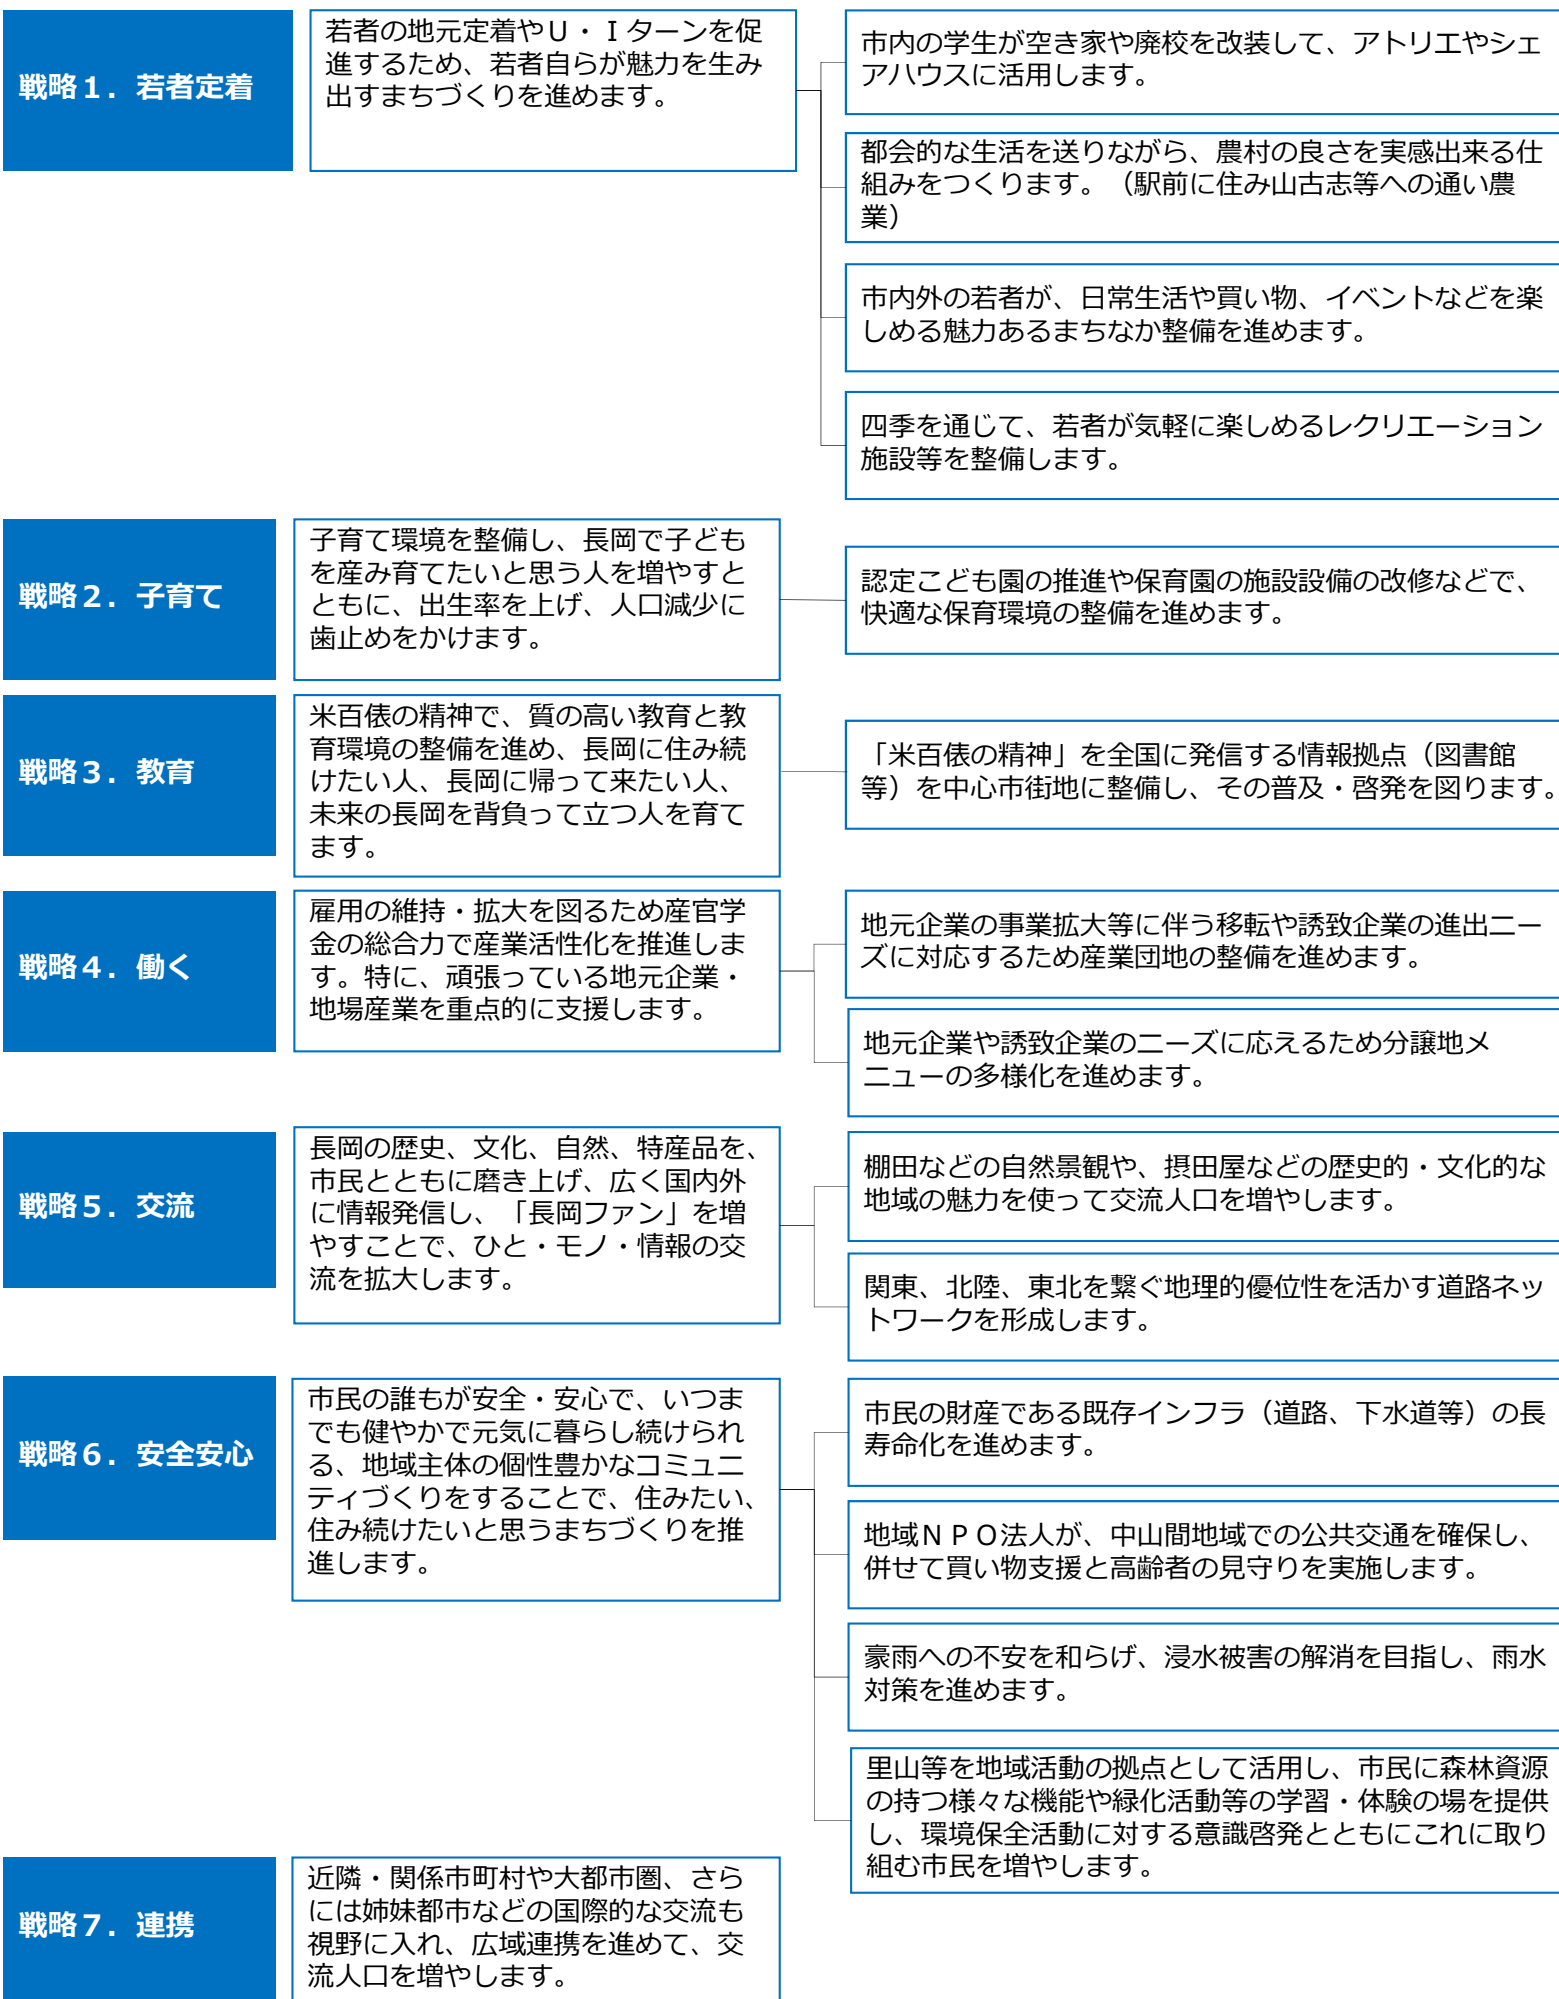 戦略１．若者定着
若者の地元定着やＵ・Ｉターンを促
進するため、若者自らが魅力を生み
出すまちづくりを進めます。
市内の学生が空き家や廃校を改装して、アトリエやシェ
アハウスに活用します。
都会的な生活を送りながら、農村の良さを実感出来る仕
組みをつくります。（駅前に住み山古志等への通い農
業）
市内外の若者が、日常生活や買い物、イベントなどを楽
しめる魅力あるまちなか整備を進めます。
四季を通じて、若者が気軽に楽しめるレクリエーション
施設等を整備します。
戦略２．子育て
子育て環境を整備し、長岡で子ども
を産み育てたいと思う人を増やすと
ともに、出生率を上げ、人口減少に
歯止めをかけます。
認定こども園の推進や保育園の施設設備の改修などで、
快適な保育環境の整備を進めます。
戦略３．教育
米百俵の精神で、質の高い教育と教
育環境の整備を進め、長岡に住み続
けたい人、長岡に帰って来たい人、
未来の長岡を背負って立つ人を育て
ます。
「米百俵の精神」を全国に発信する情報拠点（図書館
等）を中心市街地に整備し、その普及・啓発を図ります。
戦略４．働く
雇用の維持・拡大を図るため産官学
金の総合力で産業活性化を推進しま
す。特に、頑張っている地元企業・
地場産業を重点的に支援します。
地元企業の事業拡大等に伴う移転や誘致企業の進出ニー
ズに対応するため産業団地の整備を進めます。
地元企業や誘致企業のニーズに応えるため分譲地メ
ニューの多様化を進めます。
戦略５．交流
長岡の歴史、文化、自然、特産品を、
市民とともに磨き上げ、広く国内外
に情報発信し、「長岡ファン」を増
やすことで、ひと・モノ・情報の交
流を拡大します。
棚田などの自然景観や、摂田屋などの歴史的・文化的な
地域の魅力を使って交流人口を増やします。
関東、北陸、東北を繋ぐ地理的優位性を活かす道路ネッ
トワークを形成します。
戦略６．安全安心
市民の誰もが安全・安心で、いつま
でも健やかで元気に暮らし続けられ
る、地域主体の個性豊かなコミュニ
ティづくりをすることで、住みたい、
住み続けたいと思うまちづくりを推
進します。
市民の財産である既存インフラ（道路、下水道等）の長
寿命化を進めます。
地域ＮＰＯ法人が、中山間地域での公共交通を確保し、
併せて買い物支援と高齢者の見守りを実施します。
豪雨への不安を和らげ、浸水被害の解消を目指し、雨水
対策を進めます。
里山等を地域活動の拠点として活用し、市民に森林資源
の持つ様々な機能や緑化活動等の学習・体験の場を提供
し、環境保全活動に対する意識啓発とともにこれに取り
組む市民を増やします。
戦略７．連携
近隣・関係市町村や大都市圏、さら
には姉妹都市などの国際的な交流も
視野に入れ、広域連携を進めて、交
流人口を増やします。